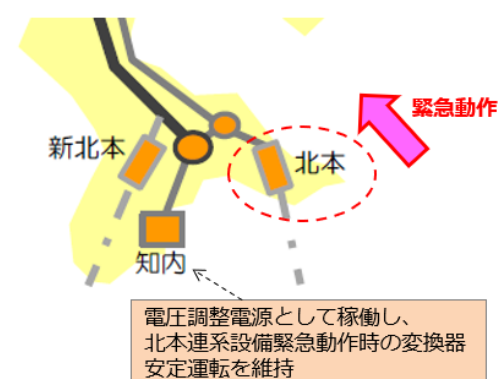 緊急動作
新北本
北本
知内
電圧調整電源として稼働し、
北本連系設備緊急動作時の変換器
安定運転を維持